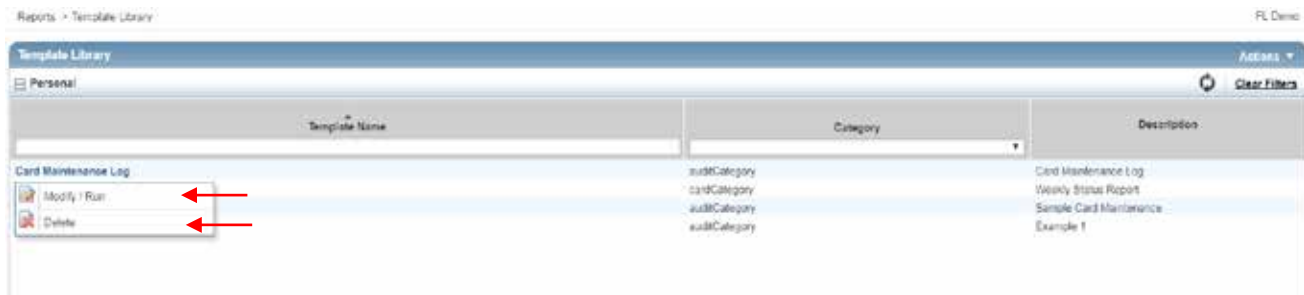 Reports > Template Library FL Demo
Template Library Actions
Personal Clear Filters
Template Name Category Description
Card Maintenance Log auditCategory Card Maintenance Log
Modify / Run cardCategory Weekly Status Report
auditCategory Sample Card Maintenance
Delete auditCategory Example 1